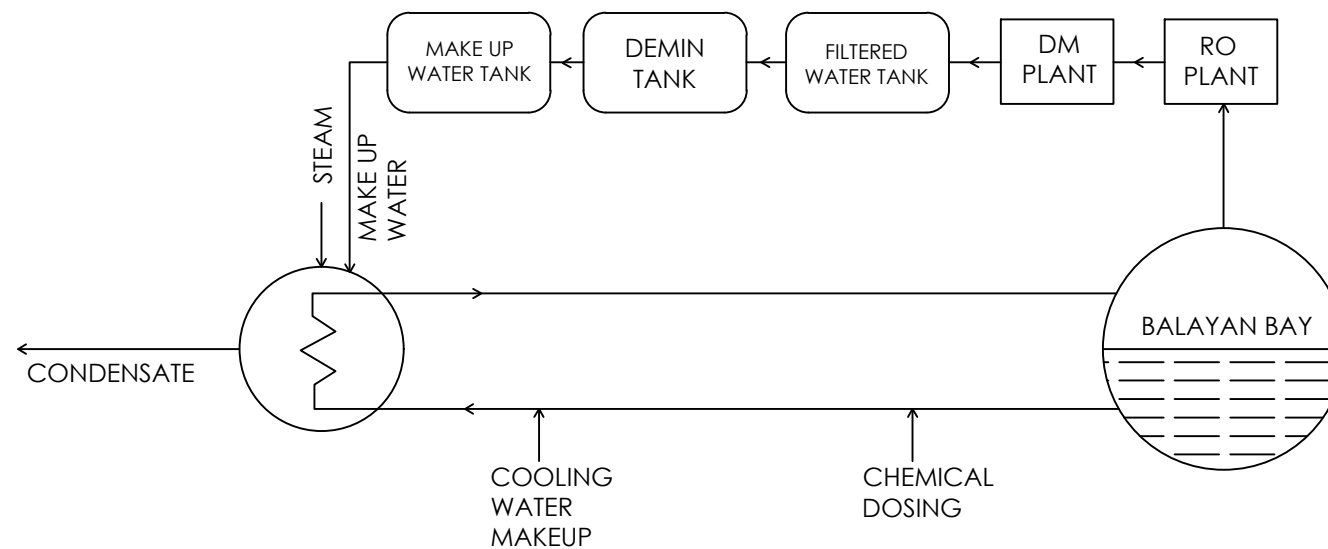 MAKE UP
WATER TANK
DEMIN
TANK
FILTERED
WATER TANK
DM
PLANT
RO
PLANT
STEAM
MAKE UP
WATER
BALAYAN BAY
CONDENSATE
COOLING
WATER
MAKEUP
CHEMICAL
DOSING